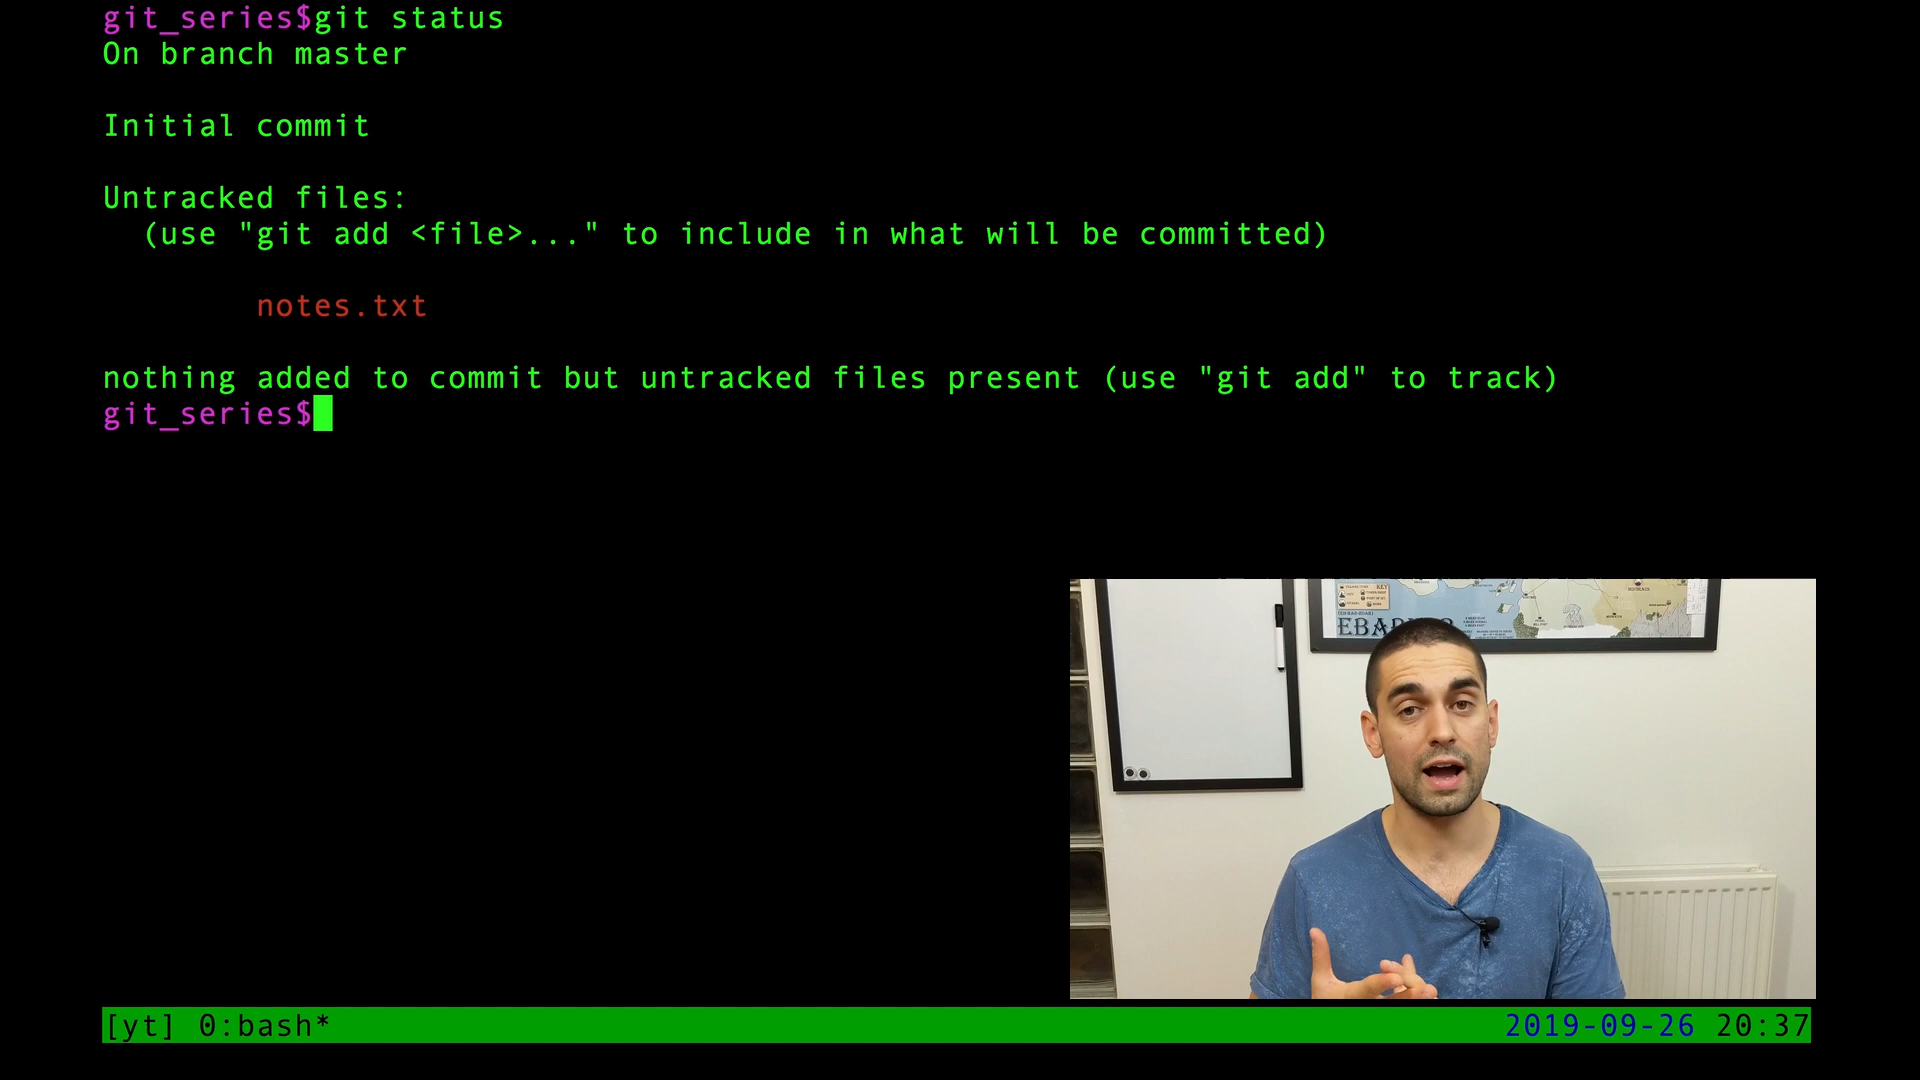 git_series$git status
On branch master
Initial commit
Untracked files:
(use "git add <file>..." to include in what will be committed)
notes.txt
nothing added to commit but untracked files present (use "git add" to track)
git_series$
KEY
[yt] 0:bash*
2019-09-26 20:37